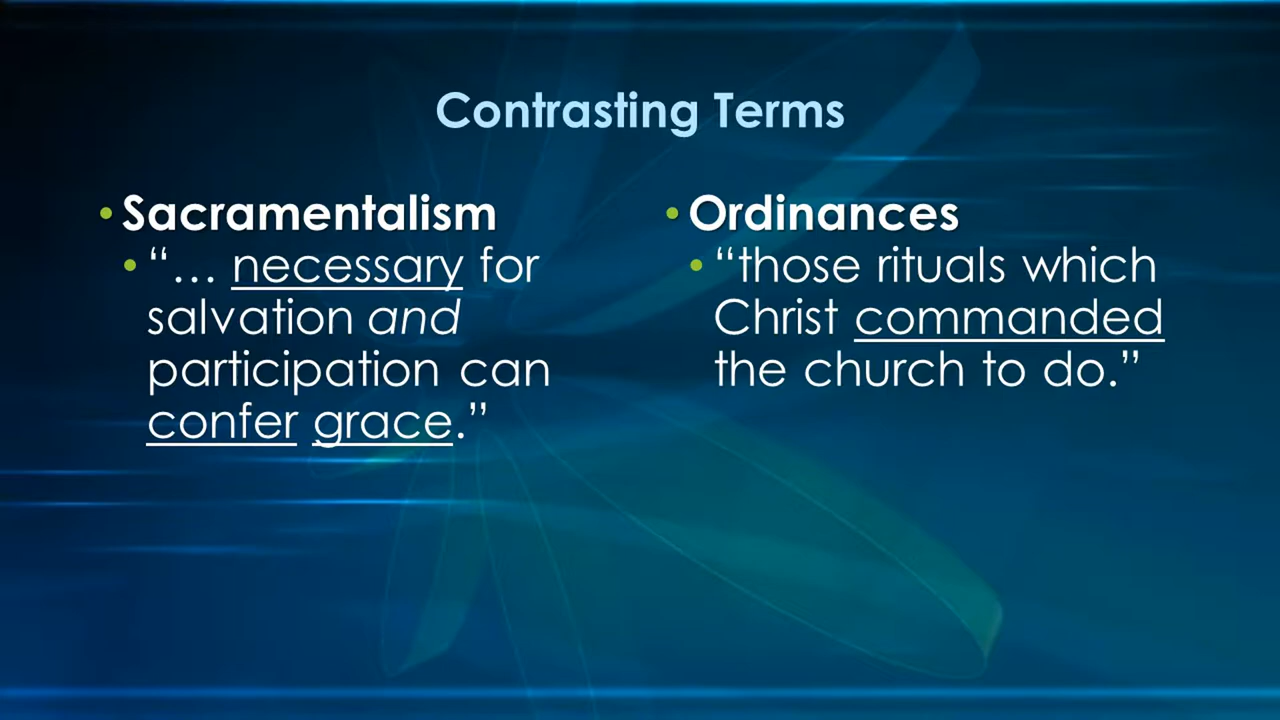 Contrasting Terms
• Sacramentalism
• “… necessary for
salvation and
participation can
confer grace.”
• Ordinances
• “those rituals which
Christ commanded
the church to do.”